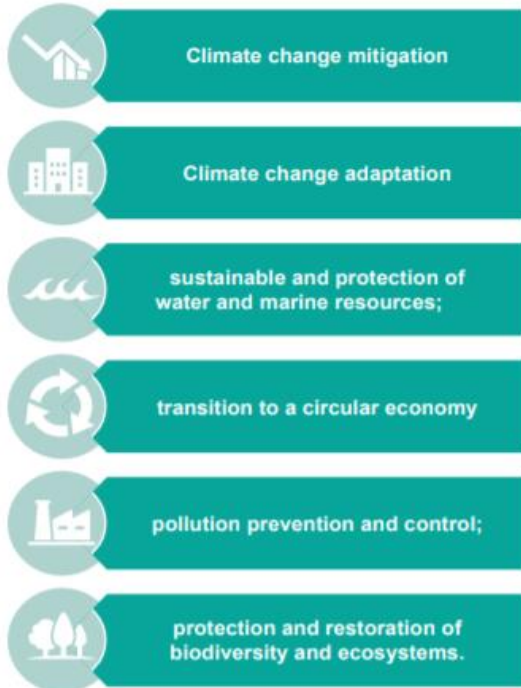 Climate change mitigation
Climate change adaptation
sustainable and protection of
water and marine resources;
transition to a circular economy
pollution prevention and control;
protection and restoration of
biodiversity and ecosystems.